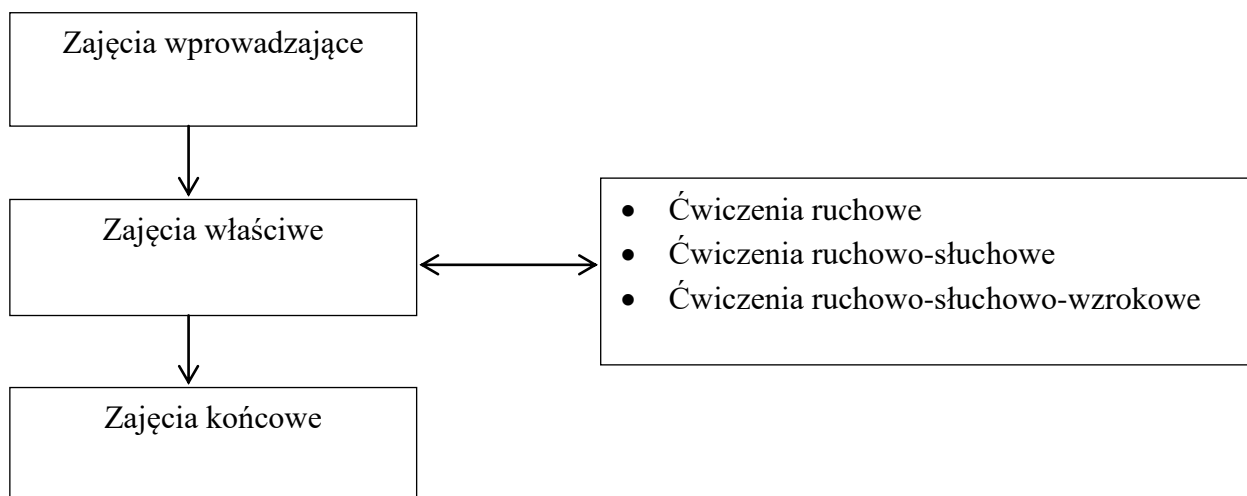 Zajęcia wprowadzające
Zajęcia właściwe
• Ćwiczenia ruchowe
• Ćwiczenia ruchowo-słuchowe
• Ćwiczenia ruchowo-słuchowo-wzrokowe
Zajęcia końcowe